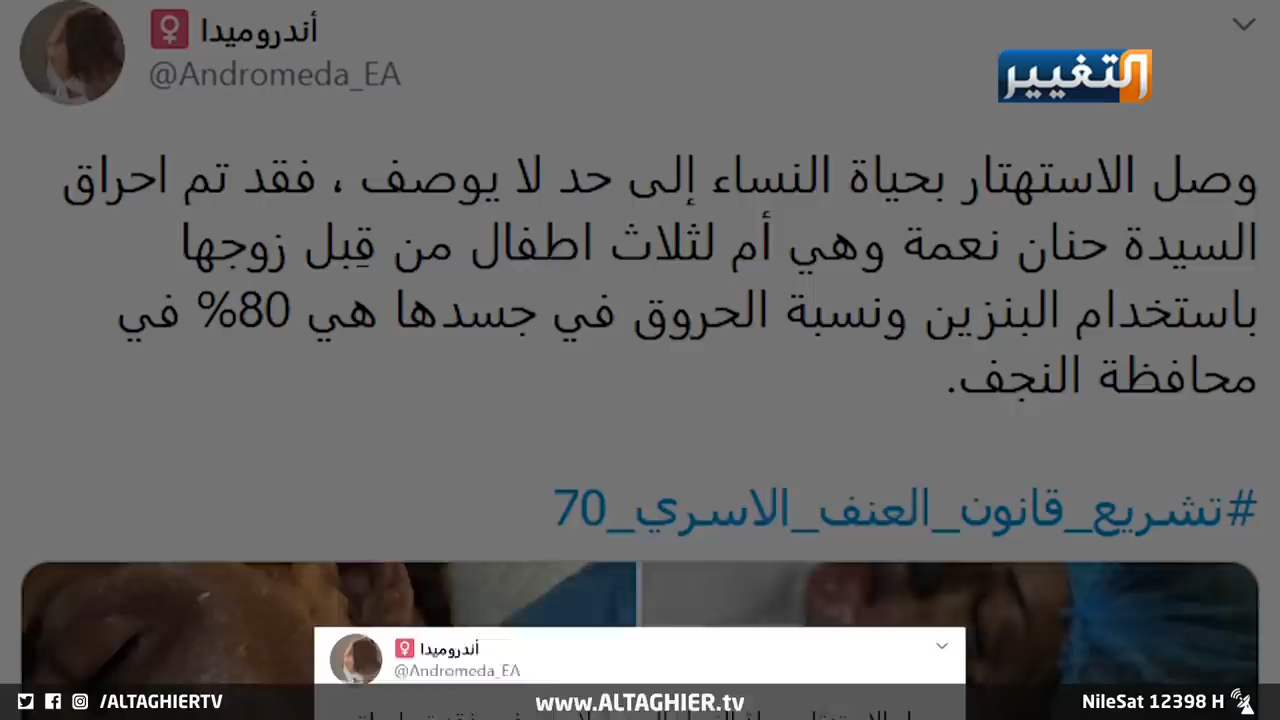 أندروميدا
@Andromeda_EA
التغيير
وصل الاستهتار بحياة النساء إلى حد لا يوصف ، فقد تم احراق
السيدة حنان نعمة وهي أم لثلاث اطفال من قِبل زوجها
باستخدام البنزين ونسبة الحروق في جسدها هي 80% في
محافظة النجف.
#تشريع_قانون_العنف_الاسري_70
أندروميدا
@Andromeda_EA
/ALTAGHIERTV
www.ALTAGHIER.tv
NileSat 12398 H